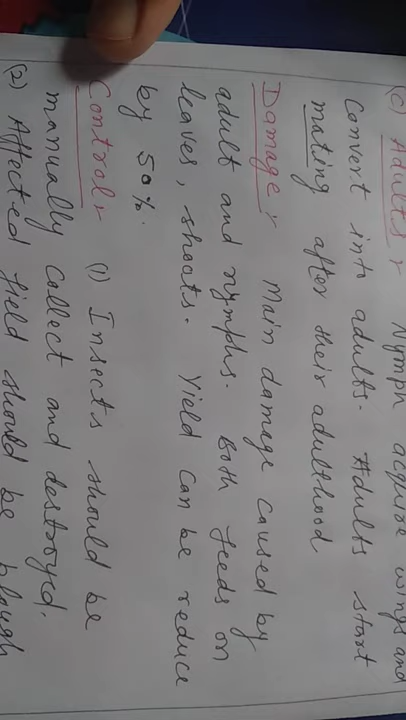 (c) Adults :- Nymph acquire wings and
convert into adults. Adults start
mating after their adulthood
Damage :- Main damage caused by
adult and nymphs. Both feeds on
leaves, shoots. Yield can be reduce
by 50%.
Control :- (1) Insects should be
manually collect and destroyed.
(2) Affected field should be plough